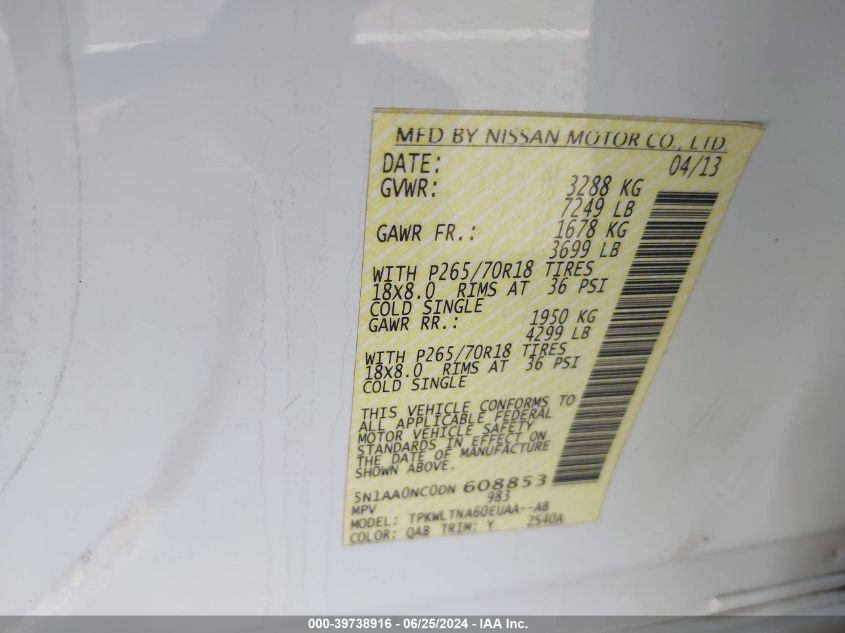 MFD BY NISSAN MOTOR CO., LTD.
DATE: 04/13
GVWR: 3288 KG
7249 LB
GAWR FR.: 1678 KG
3699 LB
WITH P265/70R18 TIRES
18X8.0 RIMS AT 36 PSI
COLD SINGLE
GAWR RR.: 1950 KG
4299 LB
WITH P265/70R18 TIRES
18X8.0 RIMS AT 36 PSI
COLD SINGLE
THIS VEHICLE CONFORMS TO
ALL APPLICABLE FEDERAL
MOTOR VEHICLE SAFETY
STANDARDS IN EFFECT ON
THE DATE OF MANUFACTURE
SHOWN ABOVE.
5N1AA0NC0DN 608853
MPV 983
MODEL: TPKWLTNA60EUAA--AB
COLOR: QAB TRIM: Y 2540A
000-39738916 - 06/25/2024 - IAA Inc.